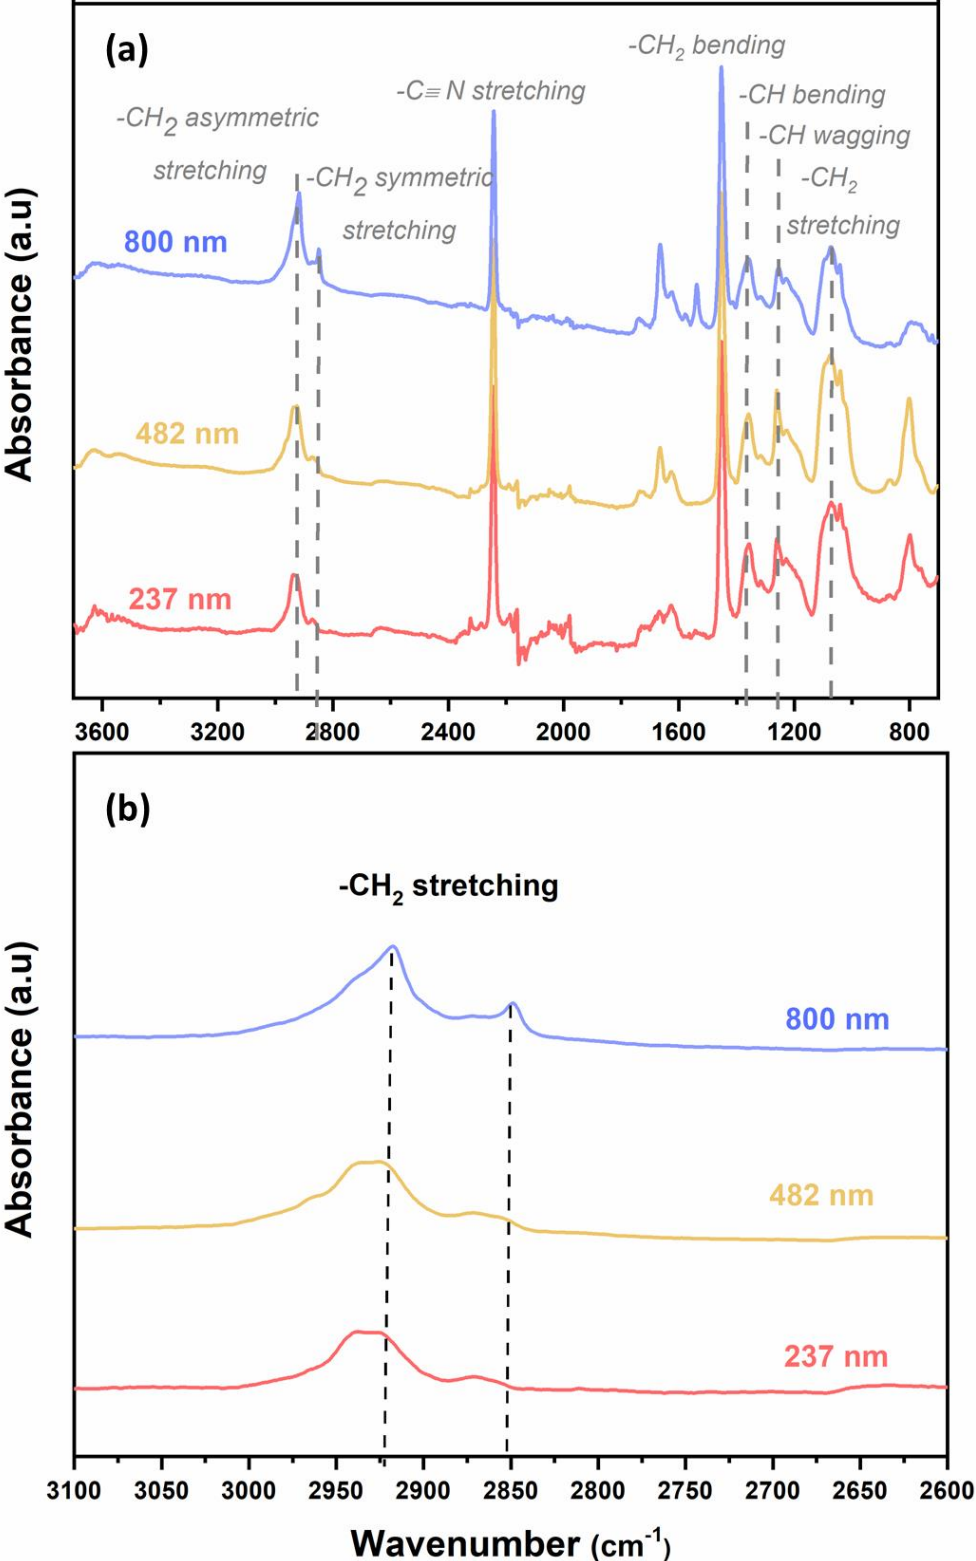 (a)
-CH₂ bending
-C≡N stretching
-CH bending
-CH₂ asymmetric
stretching
-CH wagging
-CH₂ symmetric
stretching
-CH₂
stretching
800 nm
482 nm
237 nm
Absorbance (a.u)
3600 3200 2800 2400 2000 1600 1200 800
(b)
-CH₂ stretching
800 nm
482 nm
237 nm
Absorbance (a.u)
3100 3050 3000 2950 2900 2850 2800 2750 2700 2650 2600
Wavenumber (cm⁻¹)